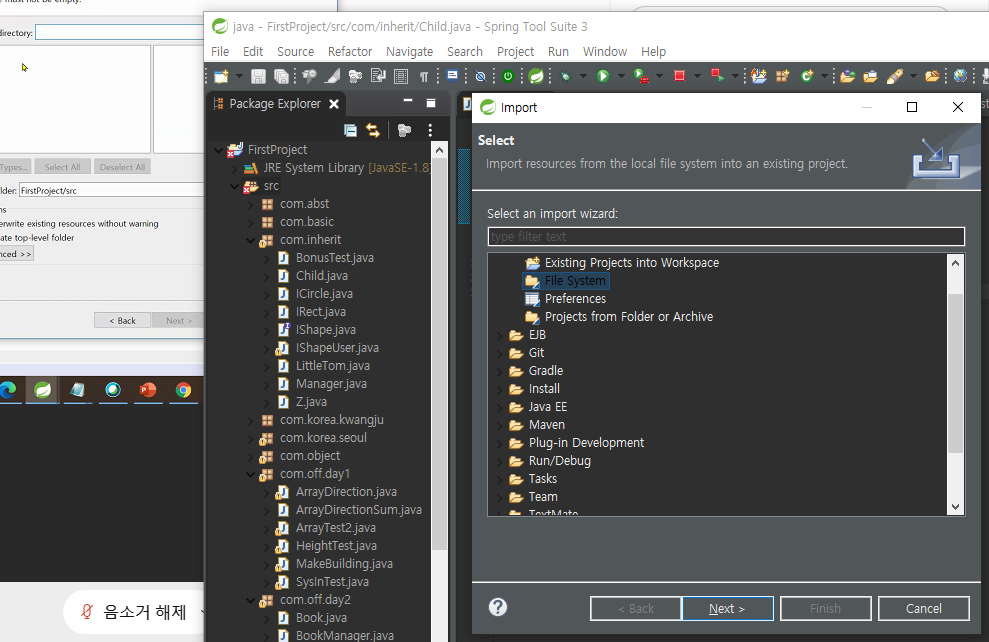 must not be empty.
directory:
Types...
Select All
Deselect All
lder: FirstProject/src
ns
erwrite existing resources without warning
ate top-level folder
nced >>
< Back
Next >
음소거 해제
java - FirstProject/src/com/inherit/Child.java - Spring Tool Suite 3
File Edit Source Refactor Navigate Search Project Run Window Help
Package Explorer
FirstProject
JRE System Library [JavaSE-1.8]
src
com.abst
com.basic
com.inherit
BonusTest.java
Child.java
ICircle.java
IRect.java
IShape.java
IShapeUser.java
LittleTom.java
Manager.java
Z.java
com.korea.kwangju
com.korea.seoul
com.object
com.off.day1
ArrayDirection.java
ArrayDirectionSum.java
ArrayTest2.java
HeightTest.java
MakeBuilding.java
SysInTest.java
com.off.day2
Book.java
BookManager.java
Import
Select
Import resources from the local file system into an existing project.
Select an import wizard:
type filter text
Existing Projects into Workspace
File System
Preferences
Projects from Folder or Archive
EJB
Git
Gradle
Install
Java EE
Maven
Plug-in Development
Run/Debug
Tasks
Team
TextMate
< Back
Next >
Finish
Cancel